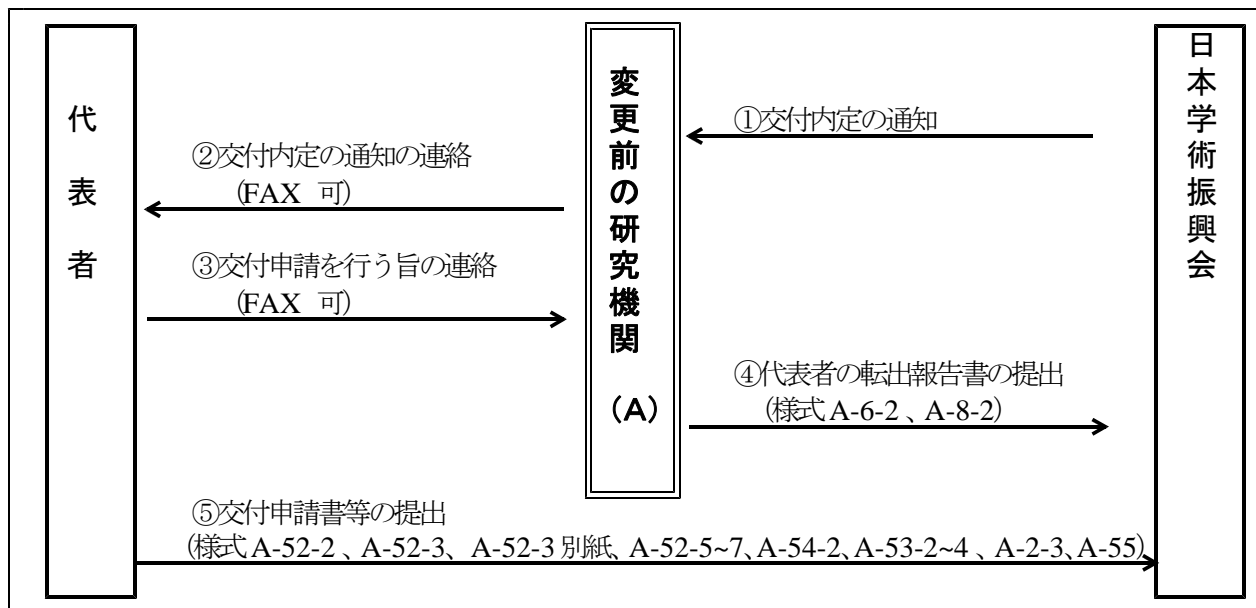 代表者
変更前の研究機関
(A)
日本学術振興会
①交付内定の通知
②交付内定の通知の連絡
(FAX 可)
③交付申請を行う旨の連絡
(FAX 可)
④代表者の転出報告書の提出
(様式 A-6-2 、A-8-2)
⑤交付申請書等の提出
(様式 A-52-2 、A-52-3、 A-52-3 別紙、A-52-5~7、A-54-2、A-53-2~4 、A-2-3、A-55)